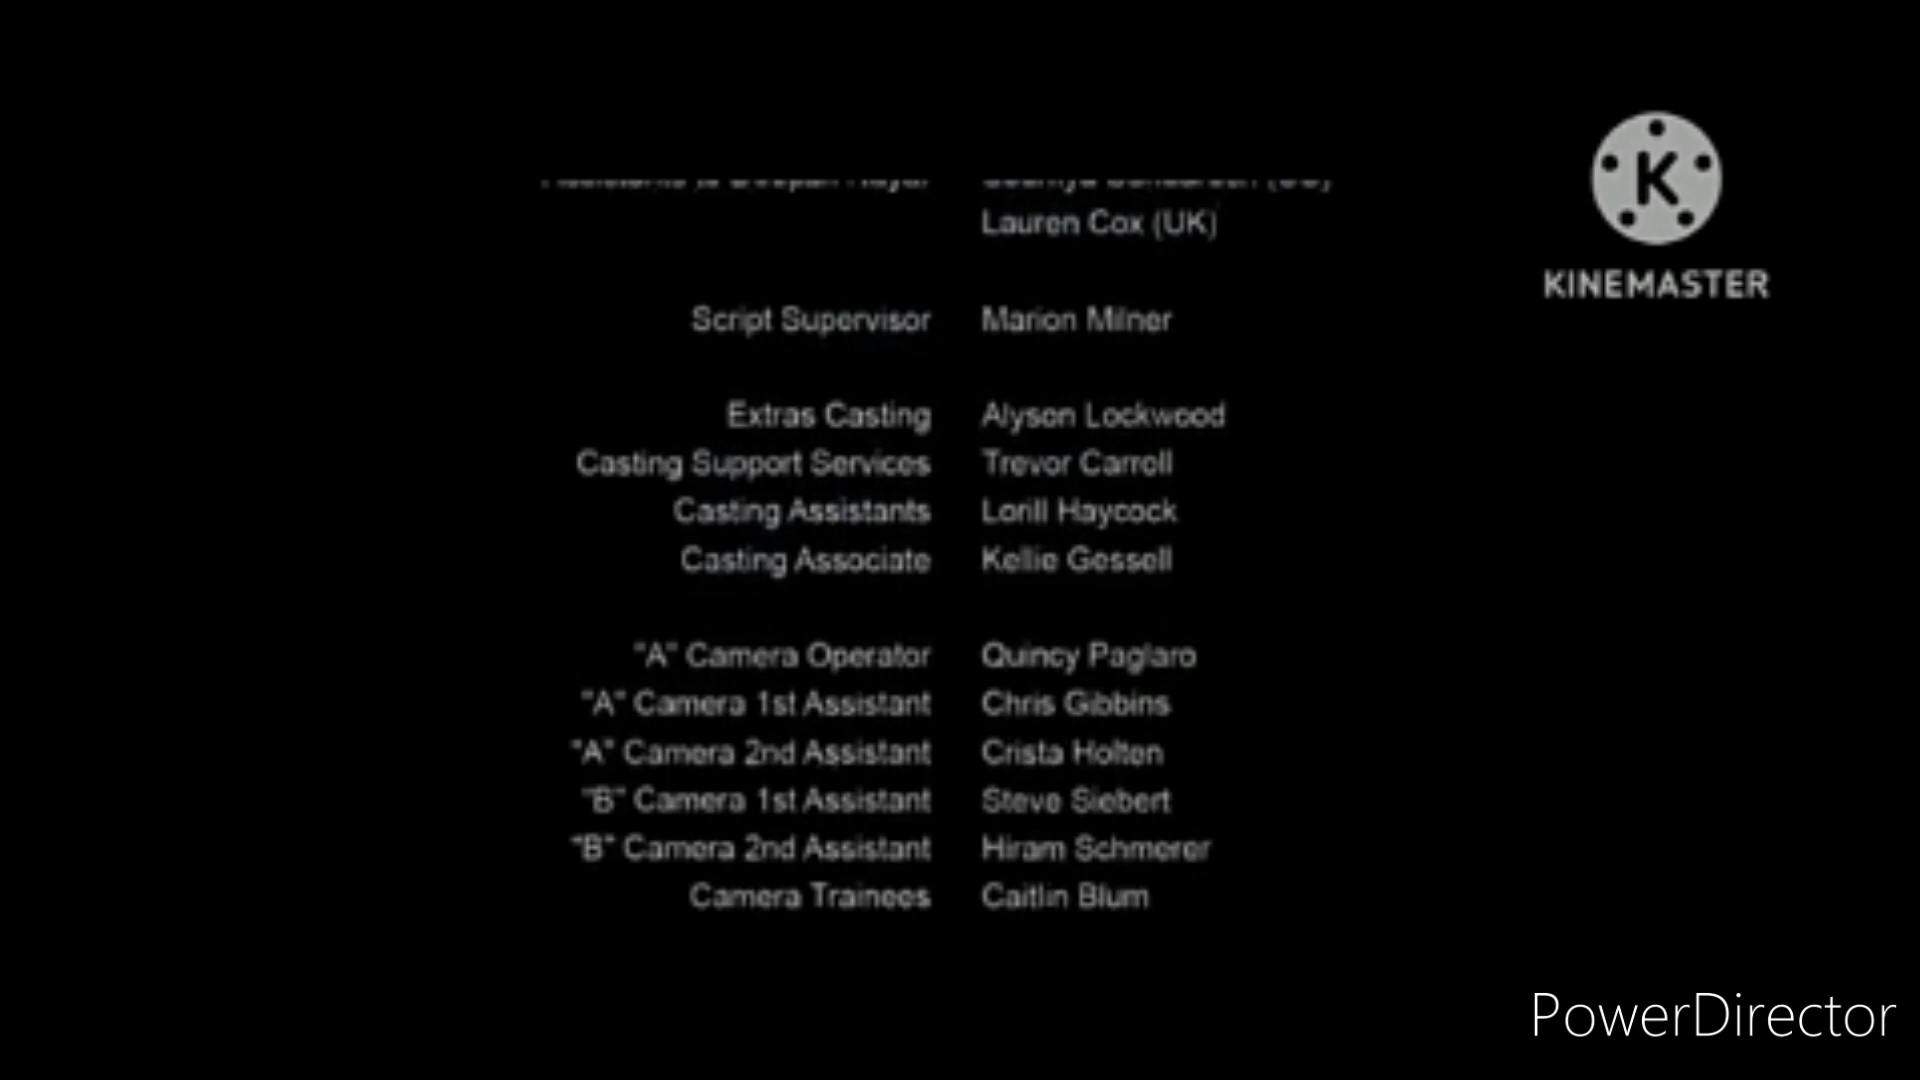 Lauren Cox (UK)
Script Supervisor Marion Milner
Extras Casting Alyson Lockwood
Casting Support Services Trevor Carroll
Casting Assistants Lorill Haycock
Casting Associate Kellie Gessell
"A" Camera Operator Quincy Paglaro
"A" Camera 1st Assistant Chris Gibbins
"A" Camera 2nd Assistant Crista Holten
"B" Camera 1st Assistant Steve Siebert
"B" Camera 2nd Assistant Hiram Schmerer
Camera Trainees Caitlin Blum
K
KINEMASTER
PowerDirector